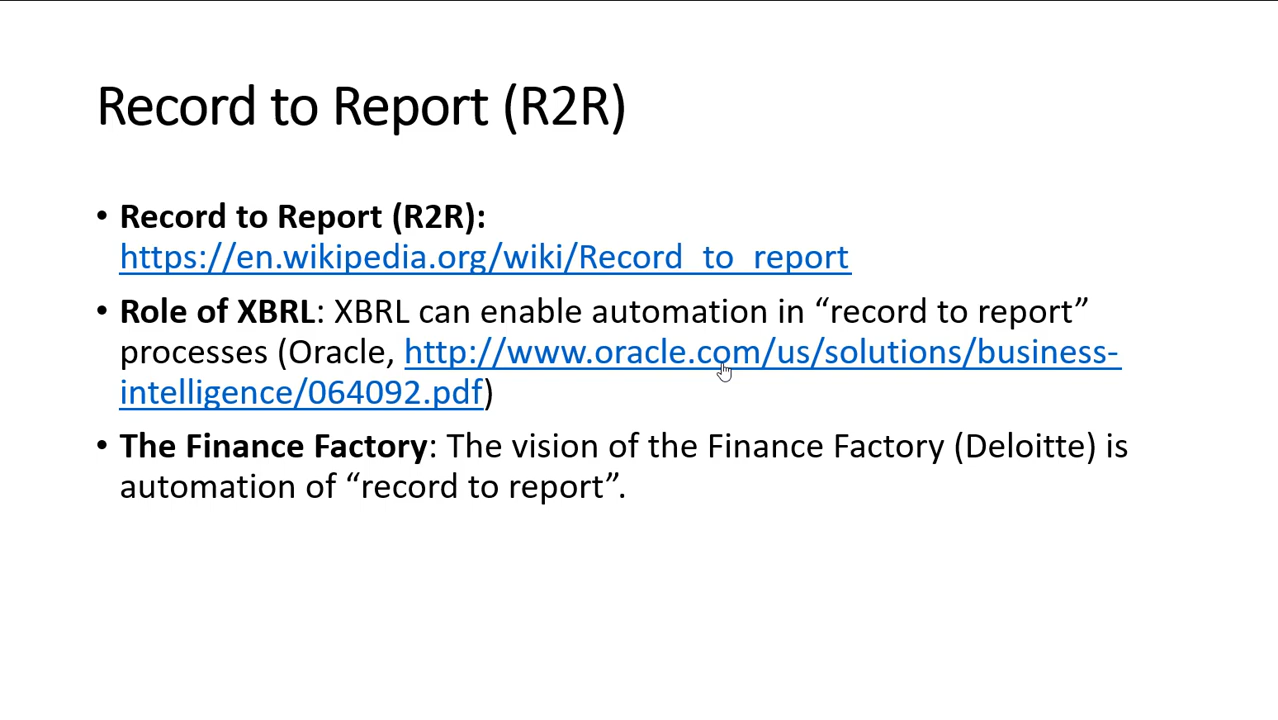 Record to Report (R2R)
• Record to Report (R2R):
https://en.wikipedia.org/wiki/Record_to_report
• Role of XBRL: XBRL can enable automation in “record to report”
processes (Oracle, http://www.oracle.com/us/solutions/business-
intelligence/064092.pdf)
• The Finance Factory: The vision of the Finance Factory (Deloitte) is
automation of “record to report”.